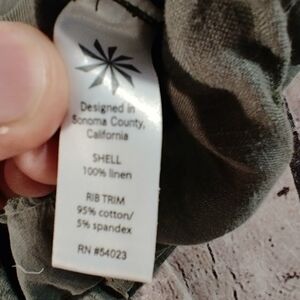 Designed in
Sonoma County,
California
SHELL
100% linen
RIB TRIM
95% cotton/
5% spandex
RN #54023